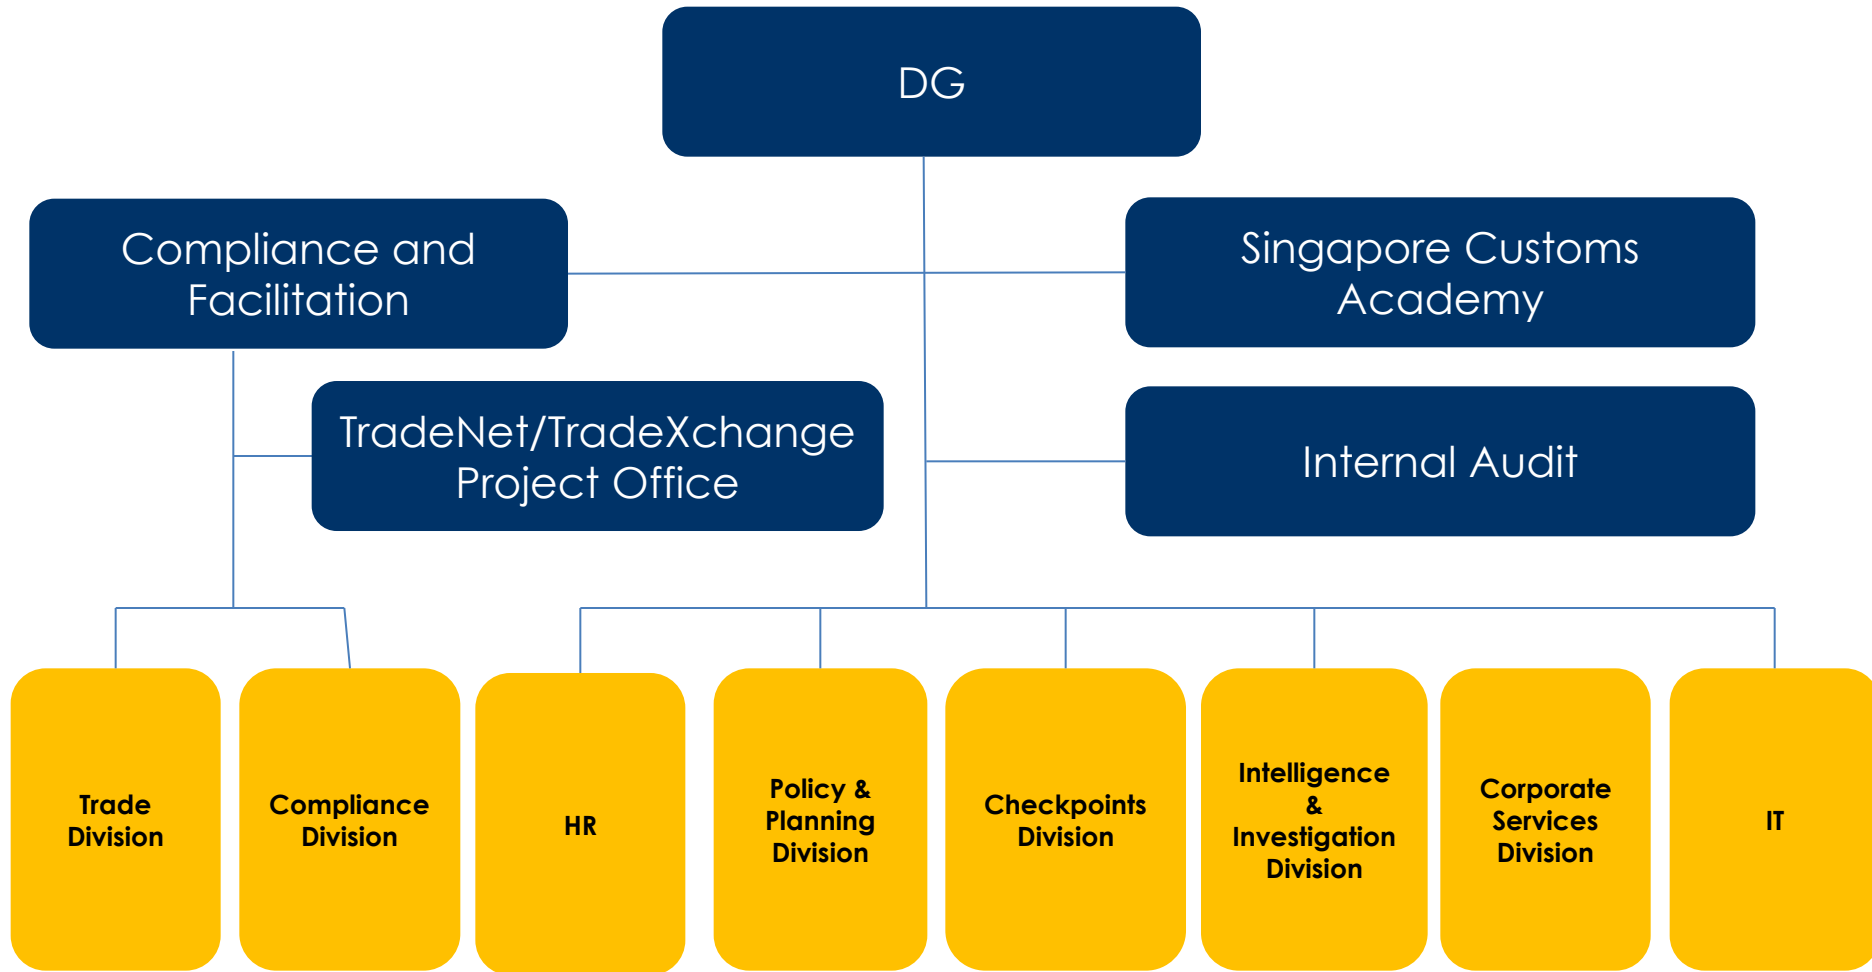 DG
Compliance and
Facilitation
Singapore Customs
Academy
TradeNet/TradeXchange
Project Office
Internal Audit
Trade
Division
Compliance
Division
HR
Policy &
Planning
Division
Checkpoints
Division
Intelligence
&
Investigation
Division
Corporate
Services
Division
IT